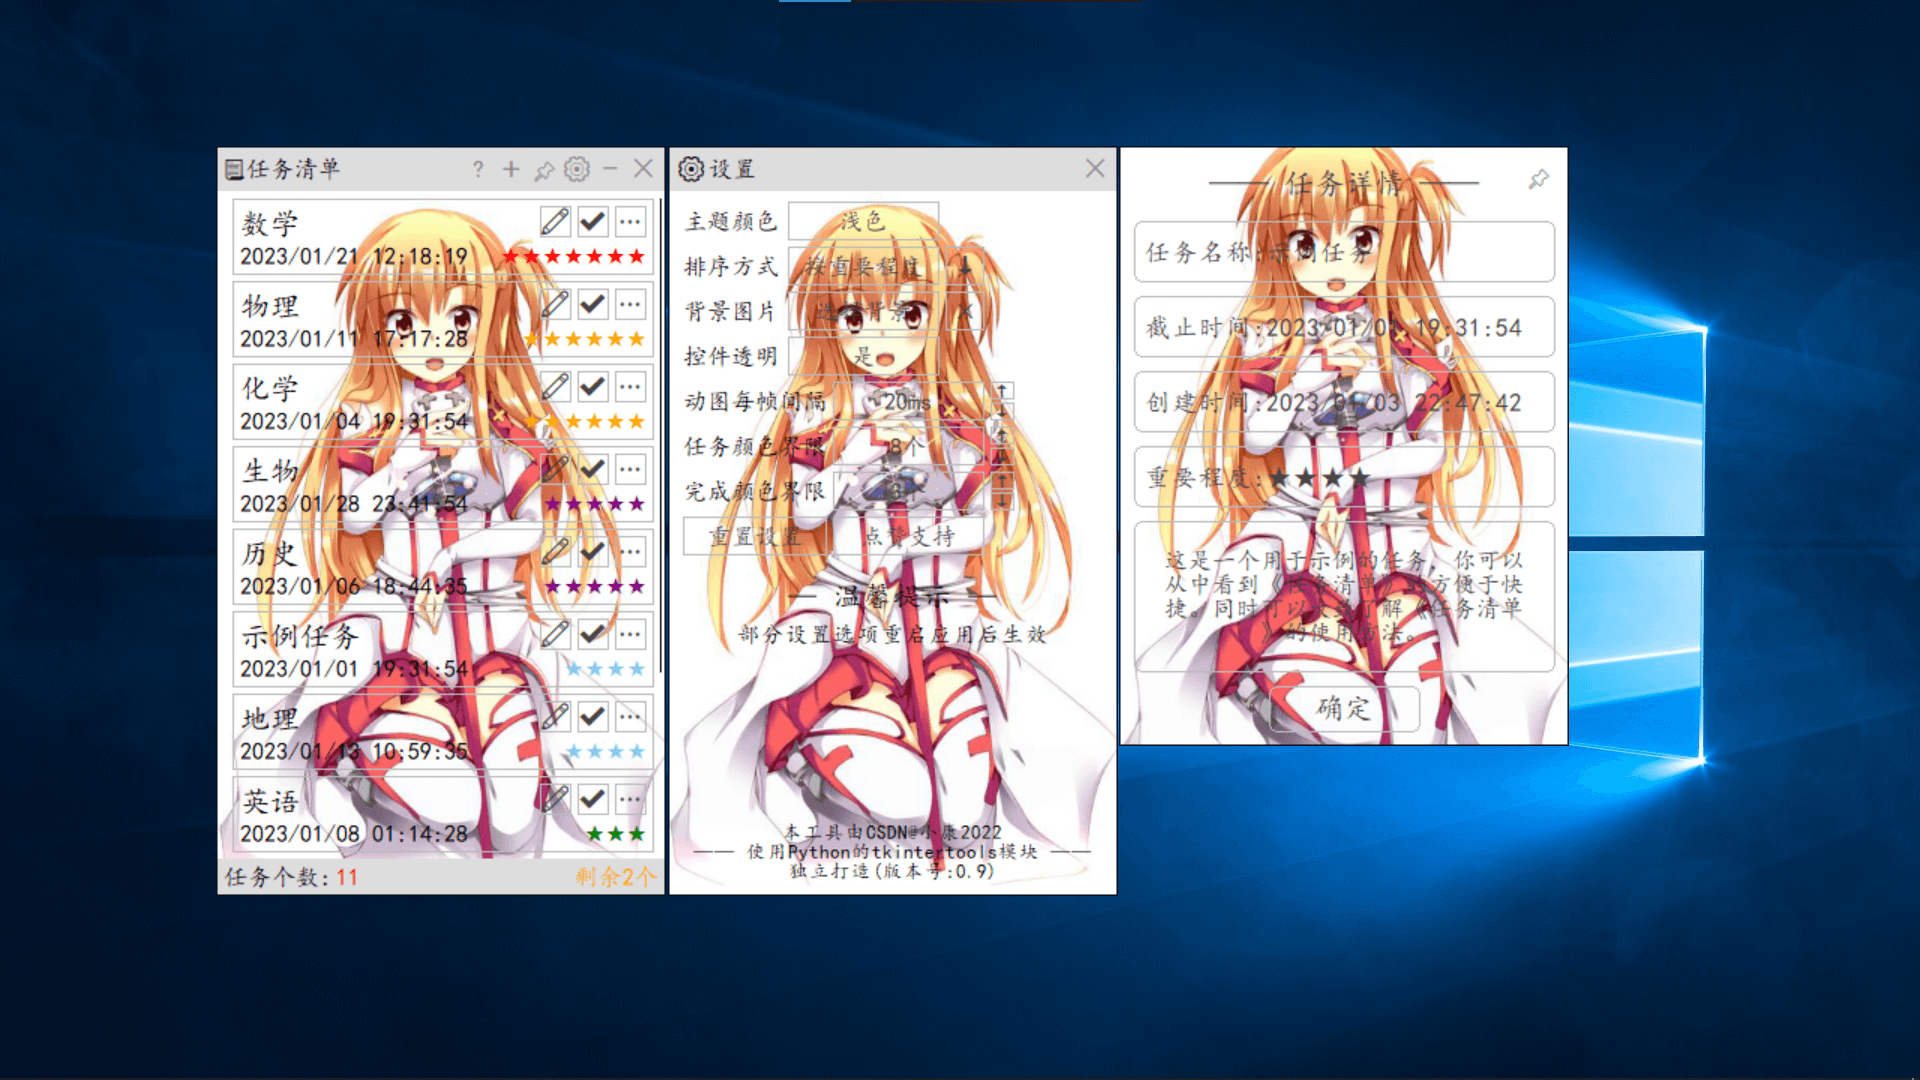 任务清单
数学
2023/01/21 12:18:19 ★★★★★★★
物理
2023/01/11 17:17:28 ★★★★★★
化学
2023/01/04 19:31:54 ★★★★★★
生物
2023/01/28 23:41:54 ★★★★★
历史
2023/01/06 18:44:35 ★★★★★
示例任务
2023/01/01 19:31:54 ★★★★
地理
2023/01/13 10:59:35 ★★★★
英语
2023/01/08 01:14:28 ★★★
任务个数: 11 剩余2个
设置
主题颜色 浅色
排序方式 按重要程度 ↓
背景图片 选择背景
控件透明 是
动图每帧间隔 20ms
任务颜色界限 8个
完成颜色界限 3个
重置设置 点赞支持
—— 温馨提示 ——
部分设置选项重启应用后生效
本工具由CSDN@小康2022
—— 使用Python的tkintertools模块 ——
独立打造(版本号:0.9)
—— 任务详情 ——
任务名称:示例任务
截止时间:2023/01/01 19:31:54
创建时间:2023/01/03 22:47:42
重要程度:★★★★
这是一个用于示例的任务，你可以
从中看到《任务清单》的方便于快
捷。同时可以了解《任务清单
》的使用方法。
确定